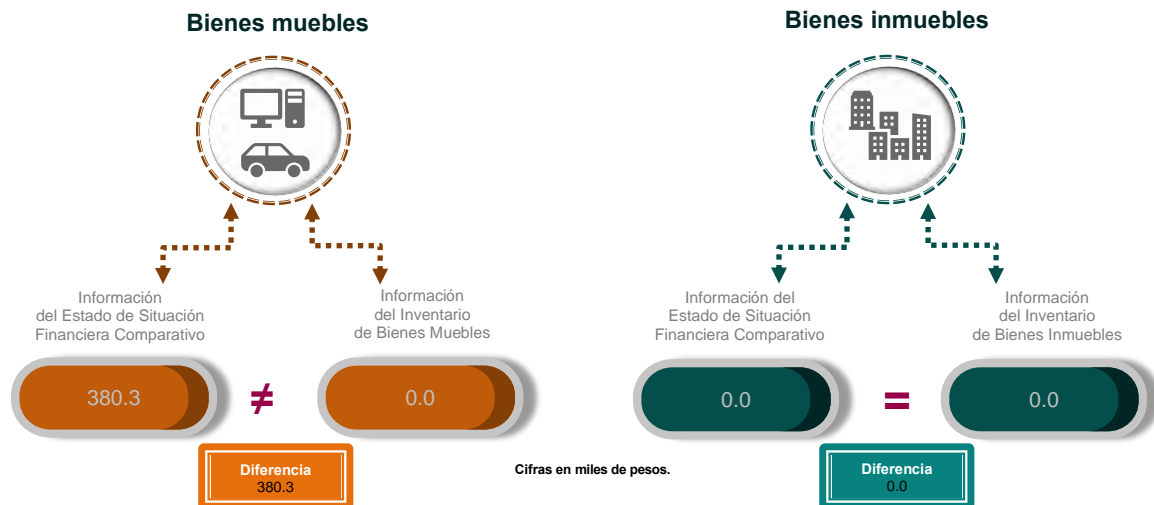 Bienes muebles
Información
del Estado de Situación
Financiera Comparativo
Información
del Inventario
de Bienes Muebles
380.3
≠
0.0
Diferencia
380.3
Cifras en miles de pesos.
Bienes inmuebles
Información del
Estado de Situación
Financiera Comparativo
Información
del Inventario
de Bienes Inmuebles
0.0
=
0.0
Diferencia
0.0